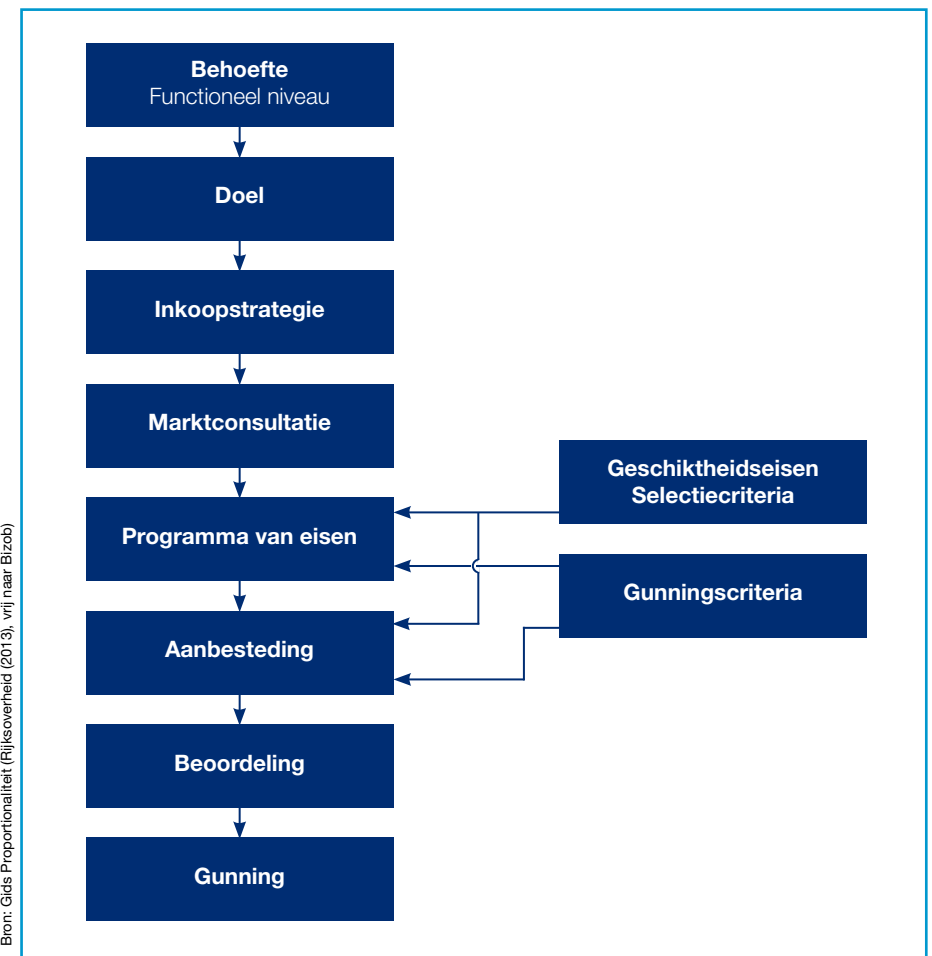 Behoefte
Functioneel niveau
Doel
Inkoopstrategie
Marktconsultatie
Geschiktheidseisen
Selectiecriteria
Programma van eisen
Gunningscriteria
Aanbesteding
Beoordeling
Gunning
Bron: Gids Proportionaliteit (Rijksoverheid (2013), vrij naar Bizob)